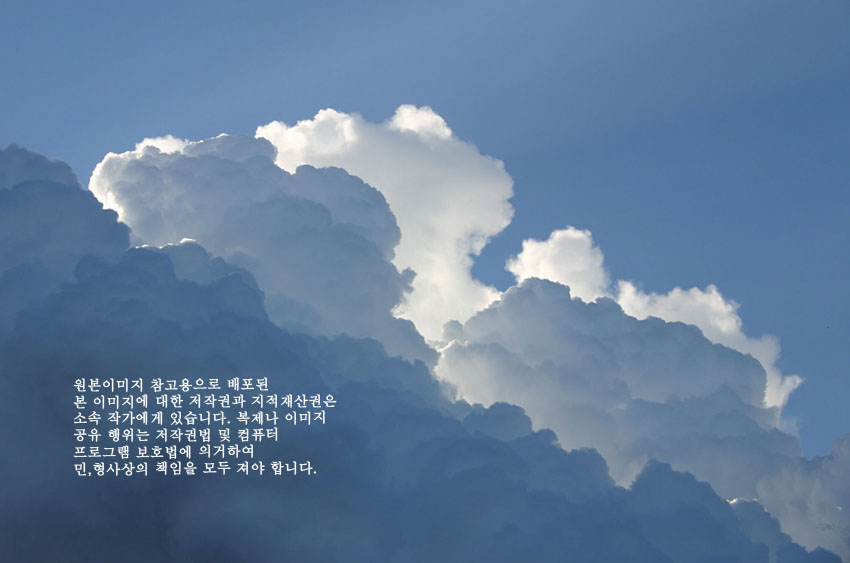 원본이미지 참고용으로 배포된
본 이미지에 대한 저작권과 지적재산권은
소속 작가에게 있습니다. 복제나 이미지
공유 행위는 저작권법 및 컴퓨터
프로그램 보호법에 의거하여
민,형사상의 책임을 모두 져야 합니다.